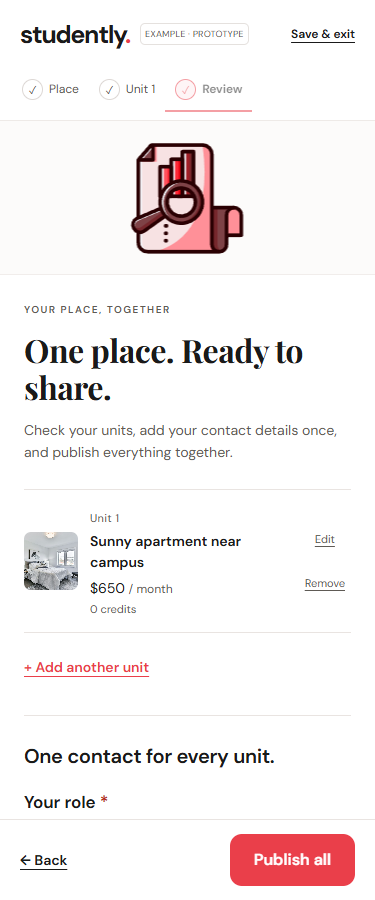 studently. EXAMPLE · PROTOTYPE Save & exit
✓ Place ✓ Unit 1 ✓ Review
YOUR PLACE, TOGETHER
One place. Ready to
share.
Check your units, add your contact details once,
and publish everything together.
Unit 1
Sunny apartment near
campus
$650 / month
0 credits
Edit
Remove
+ Add another unit
One contact for every unit.
Your role *
← Back Publish all